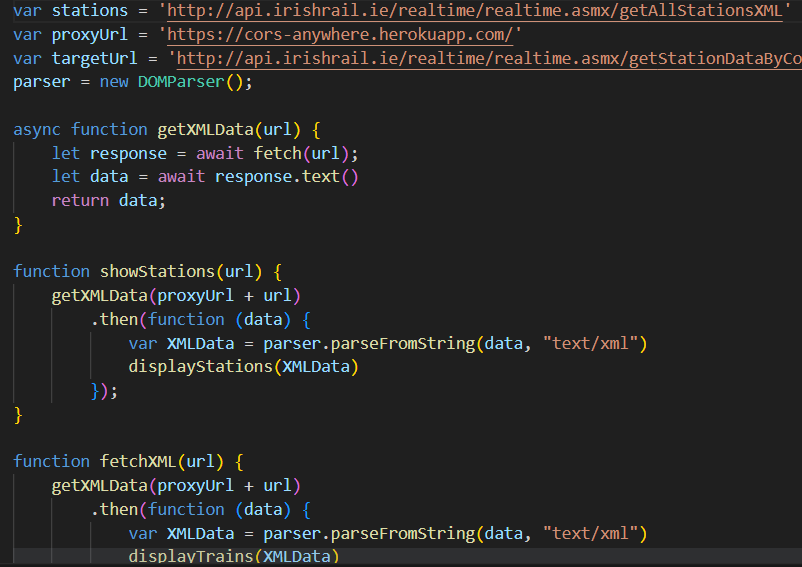 var stations = 'http://api.irishrail.ie/realtime/realtime.asmx/getAllStationsXML'
var proxyUrl = 'https://cors-anywhere.herokuapp.com/'
var targetUrl = 'http://api.irishrail.ie/realtime/realtime.asmx/getStationDataByCo
parser = new DOMParser();
async function getXMLData(url) {
    let response = await fetch(url);
    let data = await response.text()
    return data;
}
function showStations(url) {
    getXMLData(proxyUrl + url)
        .then(function (data) {
            var XMLData = parser.parseFromString(data, "text/xml")
            displayStations(XMLData)
        });
}
function fetchXML(url) {
    getXMLData(proxyUrl + url)
        .then(function (data) {
            var XMLData = parser.parseFromString(data, "text/xml")
            displayTrains(XMLData)